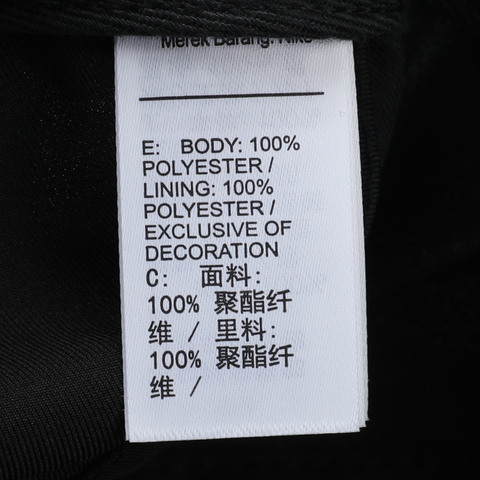 Merek Barang: Nike
E: BODY: 100%
POLYESTER /
LINING: 100%
POLYESTER /
EXCLUSIVE OF
DECORATION
C: 面料:
100% 聚酯纤
维 / 里料:
100% 聚酯纤
维 /